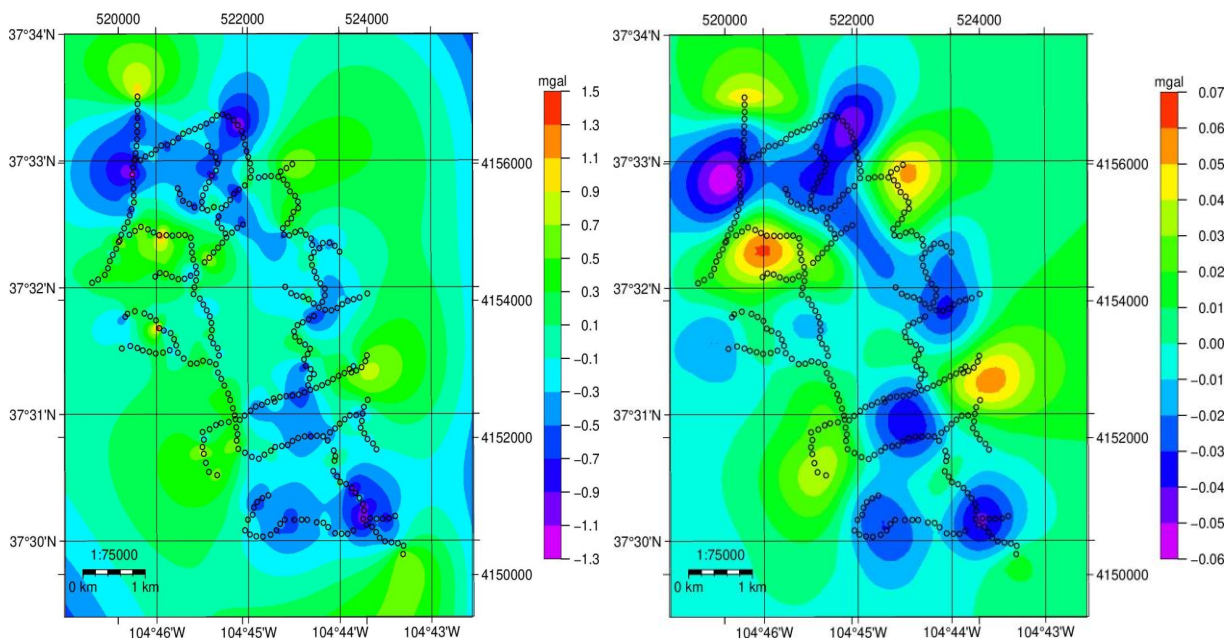 520000 522000 524000
37°34'N
37°33'N
37°32'N
37°31'N
37°30'N
4156000
4154000
4152000
4150000
1:75000
0 km 1 km
104°46'W 104°45'W 104°44'W 104°43'W
mgal
1.5
1.3
1.1
0.9
0.7
0.5
0.3
0.1
−0.1
−0.3
−0.5
−0.7
−0.9
−1.1
−1.3
520000 522000 524000
37°34'N
37°33'N
37°32'N
37°31'N
37°30'N
4156000
4154000
4152000
4150000
1:75000
0 km 1 km
104°46'W 104°45'W 104°44'W 104°43'W
mgal
0.07
0.06
0.05
0.04
0.03
0.02
0.01
0.00
−0.01
−0.02
−0.03
−0.04
−0.05
−0.06